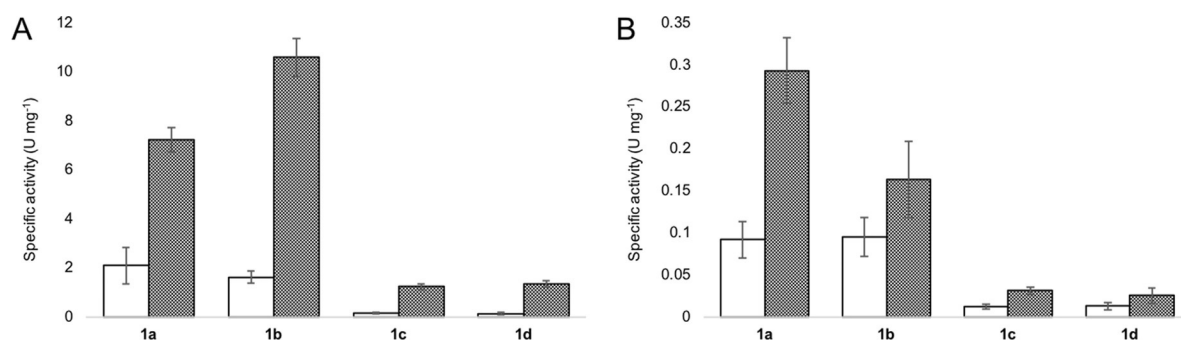 A
Specific activity (U mg⁻¹)
12
10
8
6
4
2
0
1a 1b 1c 1d
B
Specific activity (U mg⁻¹)
0.35
0.3
0.25
0.2
0.15
0.1
0.05
0
1a 1b 1c 1d